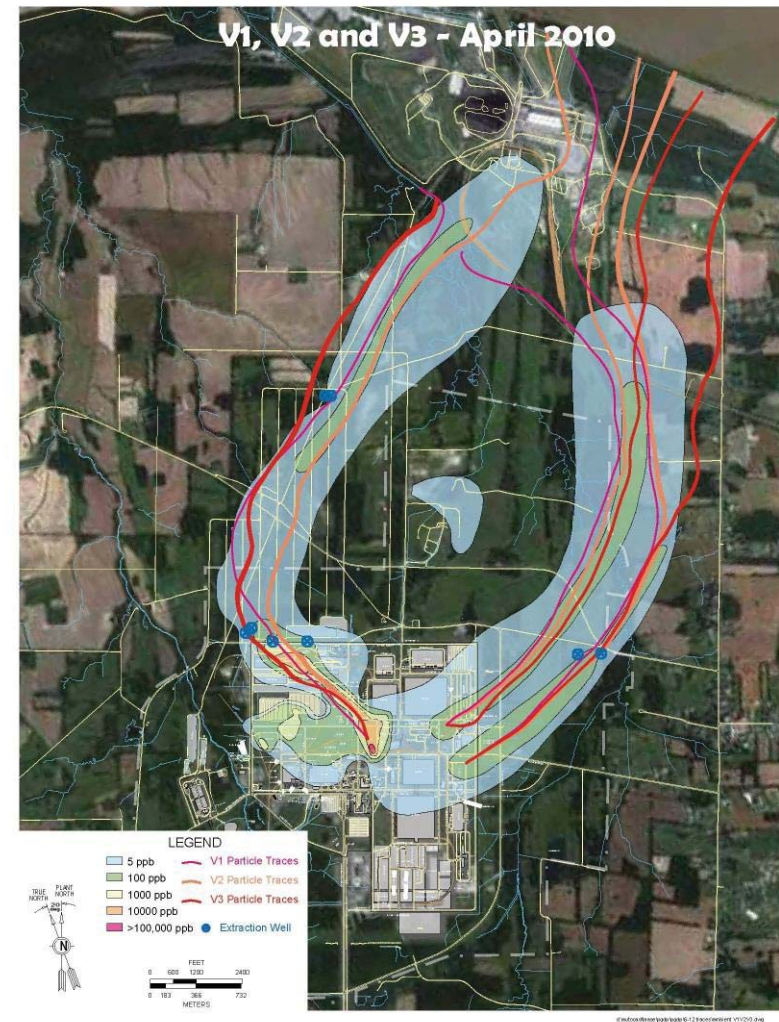 V1, V2 and V3 - April 2010
LEGEND
5 ppb
100 ppb
1000 ppb
10000 ppb
>100,000 ppb
V1 Particle Traces
V2 Particle Traces
V3 Particle Traces
Extraction Well
TRUE NORTH
PLANT NORTH
N
FEET
0 600 1200 2400
0 183 366 732
METERS